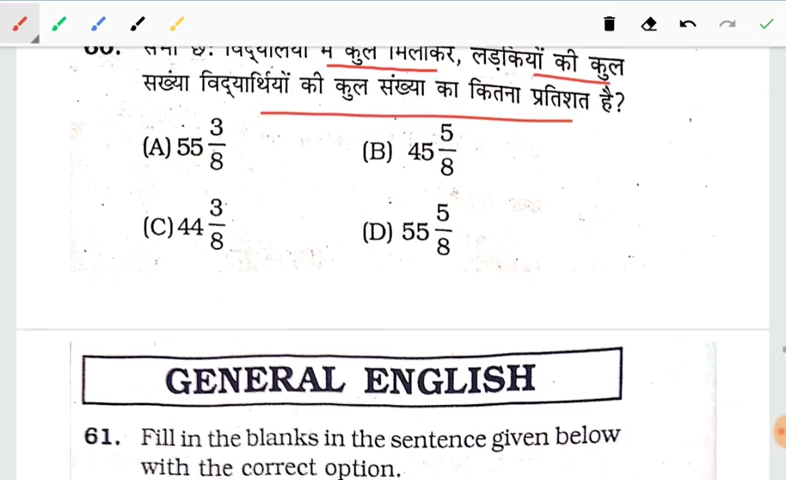 60. सभी छः विद्यालयों में कुल मिलाकर, लड़कियों की कुल
सख्ंया विद्यार्थियों की कुल संख्या का कितना प्रतिशत है?
(A) 55 3/8 (B) 45 5/8
(C) 44 3/8 (D) 55 5/8
GENERAL ENGLISH
61. Fill in the blanks in the sentence given below
with the correct option.